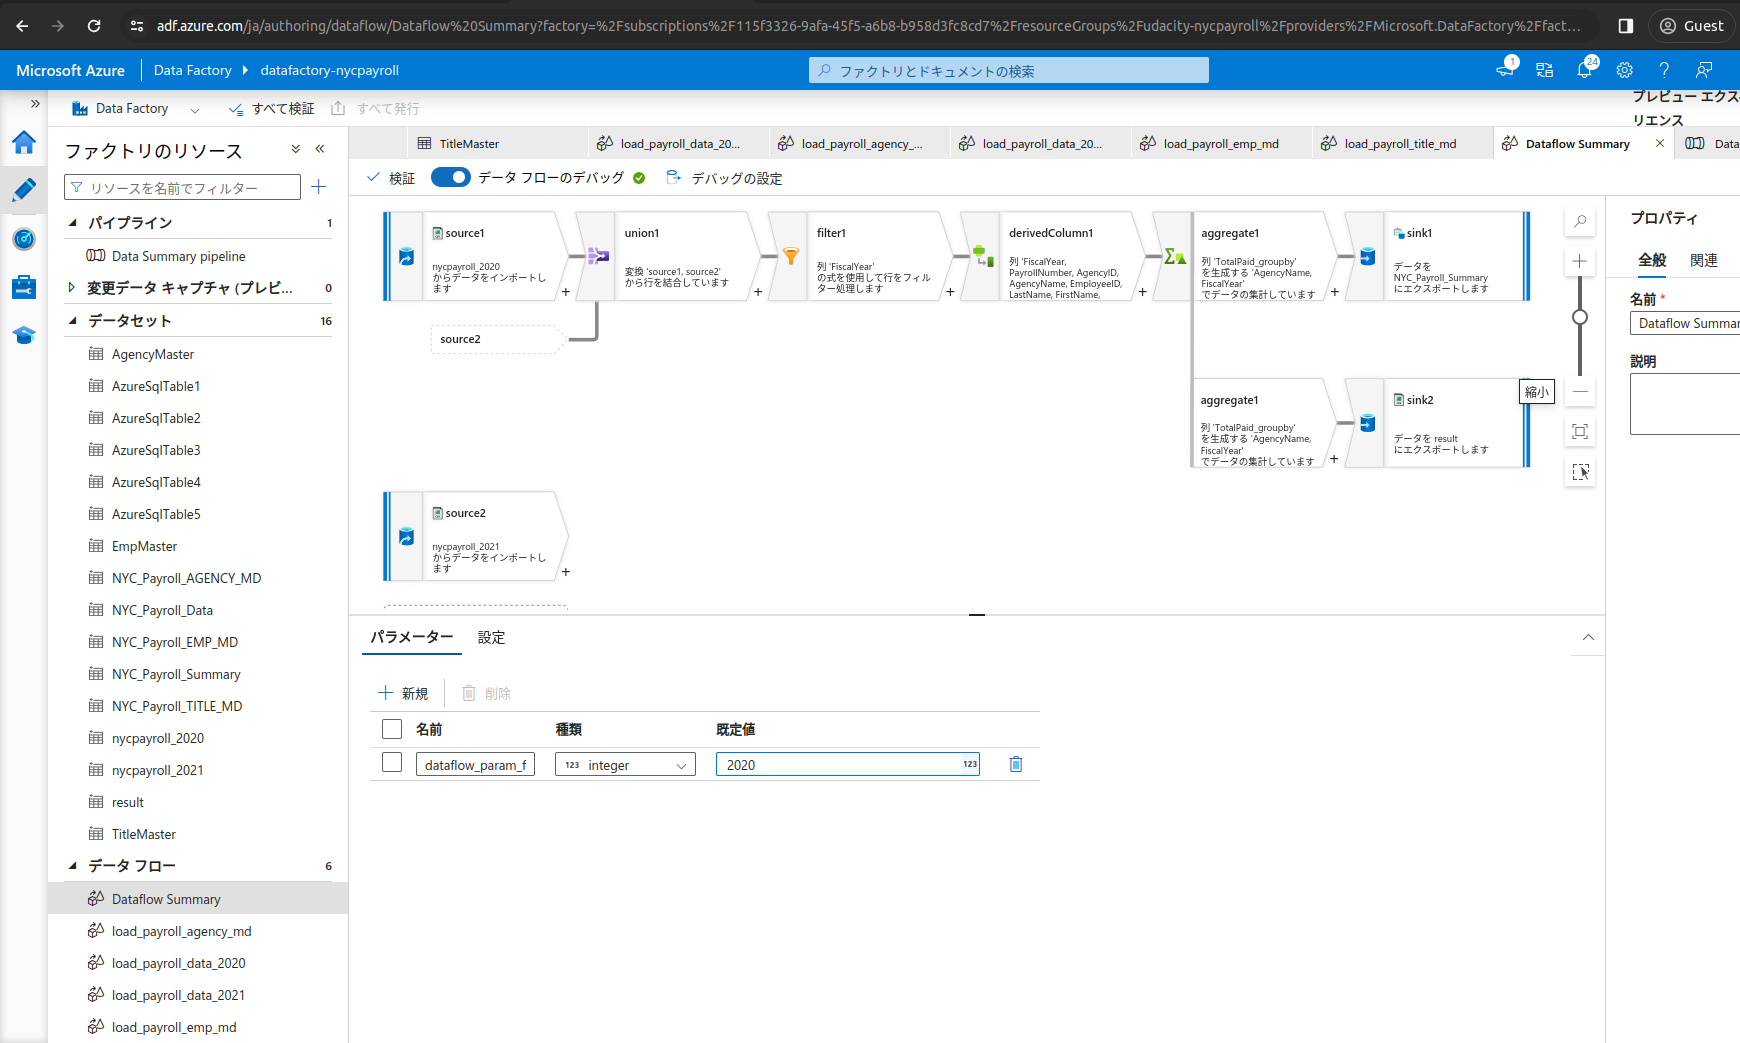 adf.azure.com/ja/authoring/dataflow/Dataflow%20Summary?factory=%2Fsubscriptions%2F115f3326-9afa-45f5-a6b8-b958d3fc8cd7%2FresourceGroups%2Fudacity-nycpayroll%2Fproviders%2FMicrosoft.DataFactory%2Ffact...
Guest
Microsoft Azure
Data Factory
datafactory-nycpayroll
ファクトリとドキュメントの検索
1
24
Data Factory
すべて検証
すべて発行
プレビュー エクス
リエンス
ファクトリのリソース
リソースを名前でフィルター
パイプライン 1
Data Summary pipeline
変更データ キャプチャ (プレビ... 0
データセット 16
AgencyMaster
AzureSqlTable1
AzureSqlTable2
AzureSqlTable3
AzureSqlTable4
AzureSqlTable5
EmpMaster
NYC_Payroll_AGENCY_MD
NYC_Payroll_Data
NYC_Payroll_EMP_MD
NYC_Payroll_Summary
NYC_Payroll_TITLE_MD
nycpayroll_2020
nycpayroll_2021
result
TitleMaster
データ フロー 6
Dataflow Summary
load_payroll_agency_md
load_payroll_data_2020
load_payroll_data_2021
load_payroll_emp_md
TitleMaster
load_payroll_data_20...
load_payroll_agency_...
load_payroll_data_20...
load_payroll_emp_md
load_payroll_title_md
Dataflow Summary
Data
検証
データ フローのデバッグ
デバッグの設定
source1
nycpayroll_2020
からデータをインポートし
ます
union1
変換 'source1, source2'
から行を結合しています
filter1
列 'FiscalYear'
の式を使用して行をフィル
ター処理します
derivedColumn1
列 'FiscalYear,
PayrollNumber, AgencyID,
AgencyName, EmployeeID,
LastName, FirstName,
aggregate1
列 'TotalPaid_groupby'
を生成する 'AgencyName,
FiscalYear'
でデータの集計しています
sink1
データを
NYC_Payroll_Summary
にエクスポートします
source2
aggregate1
列 'TotalPaid_groupby'
を生成する 'AgencyName,
FiscalYear'
でデータの集計しています
sink2
データを result
にエクスポートします
縮小
source2
nycpayroll_2021
からデータをインポートし
ます
プロパティ
全般
関連
名前 *
Dataflow Summar
説明
パラメーター
設定
新規
削除
名前 種類 既定値
dataflow_param_f
123 integer
2020
123